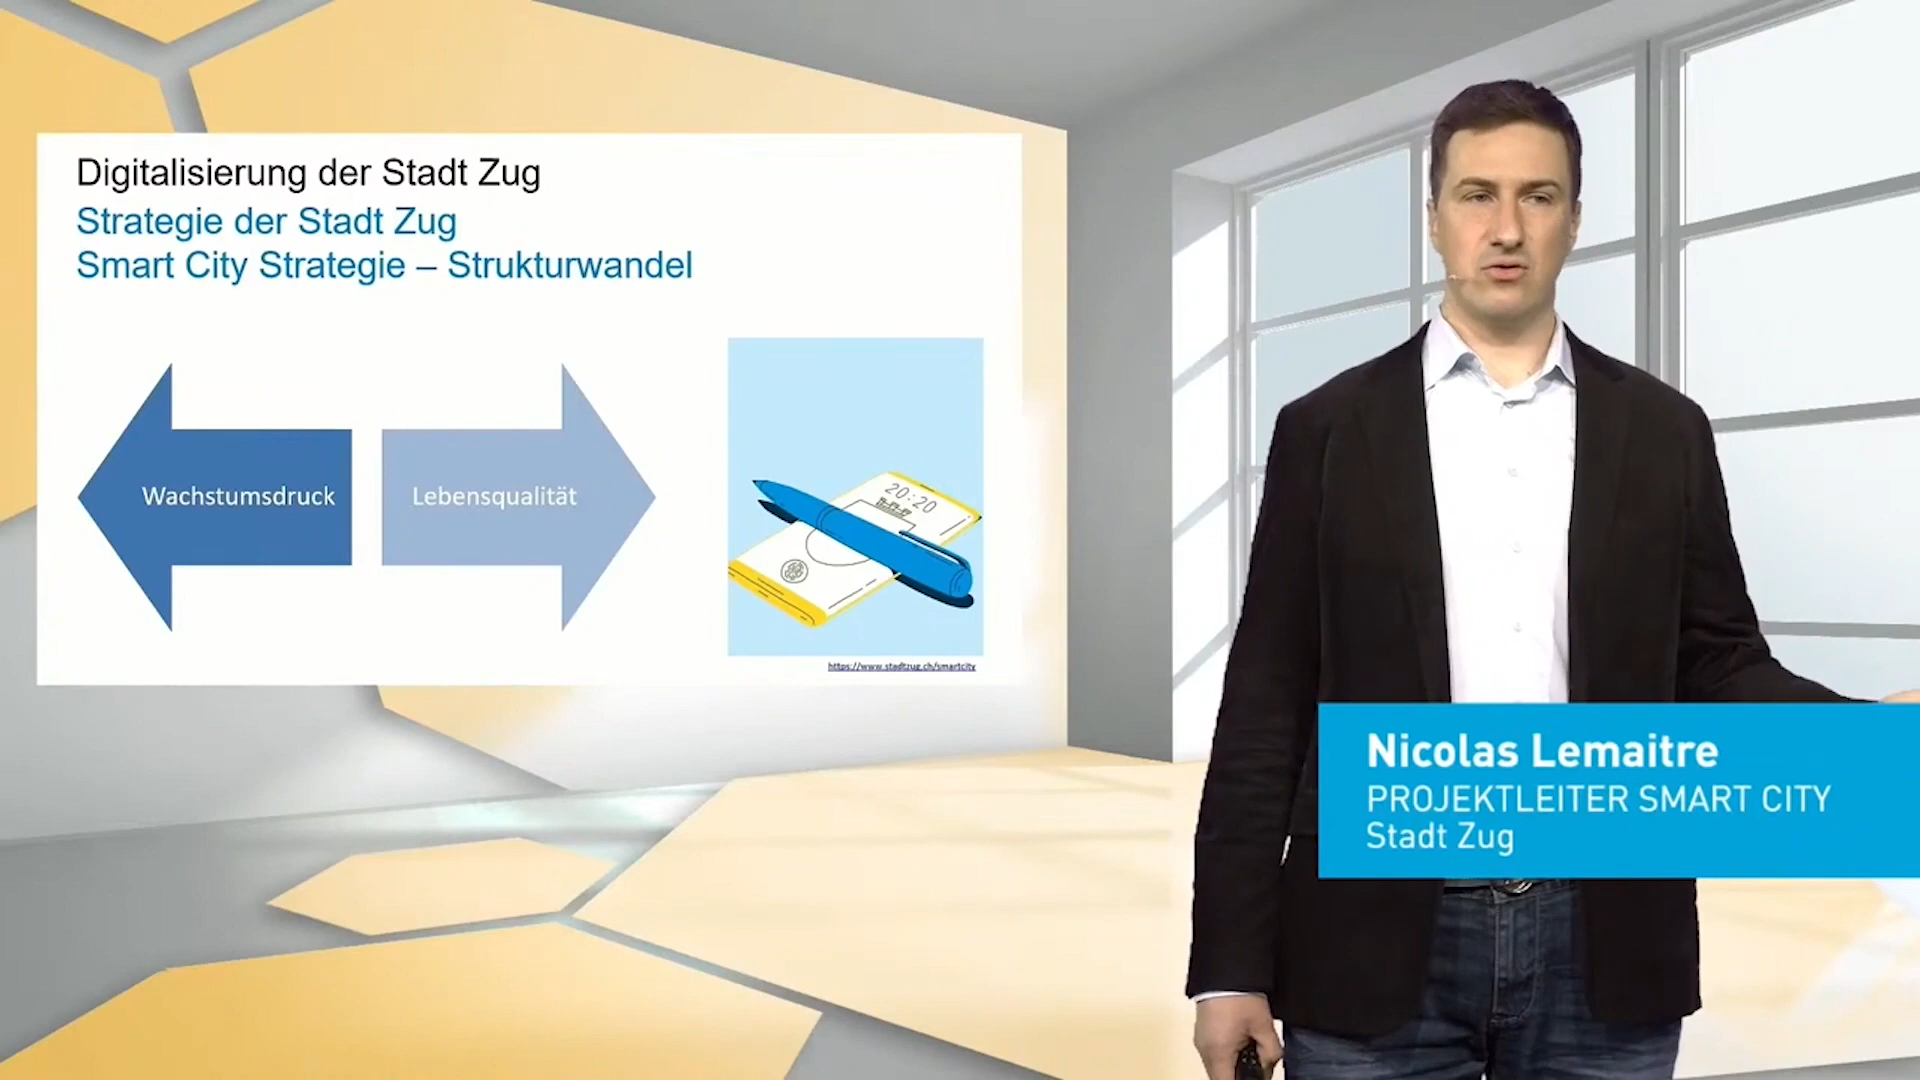 Digitalisierung der Stadt Zug
Strategie der Stadt Zug
Smart City Strategie – Strukturwandel
Wachstumsdruck
Lebensqualität
20:20
https://www.stadtzug.ch/smartcity
Nicolas Lemaitre
PROJEKTLEITER SMART CITY
Stadt Zug